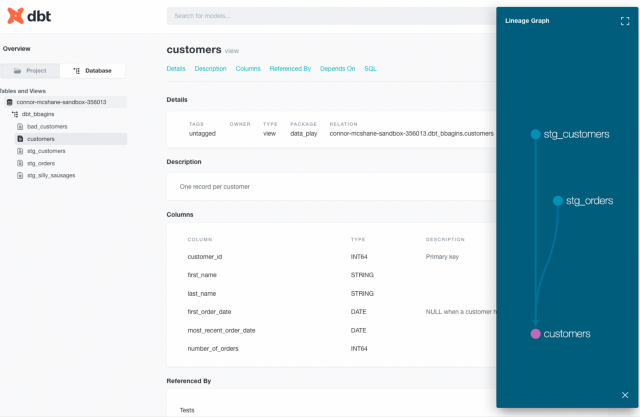 dbt
Search for models...
Overview
Project
Database
Tables and Views
connor-mcshane-sandbox-356013
dbt_bbagins
bad_customers
customers
stg_customers
stg_orders
stg_silly_sausages
customers view
Details Description Columns Referenced By Depends On SQL
Details
TAGS OWNER TYPE PACKAGE RELATION
untagged view data_play connor-mcshane-sandbox-356013.dbt_bbagins.customers
Description
One record per customer
Columns
COLUMN TYPE DESCRIPTION
customer_id INT64 Primary key
first_name STRING
last_name STRING
first_order_date DATE NULL when a customer h
most_recent_order_date DATE
number_of_orders INT64
Referenced By
Tests
Lineage Graph
stg_customers
stg_orders
customers